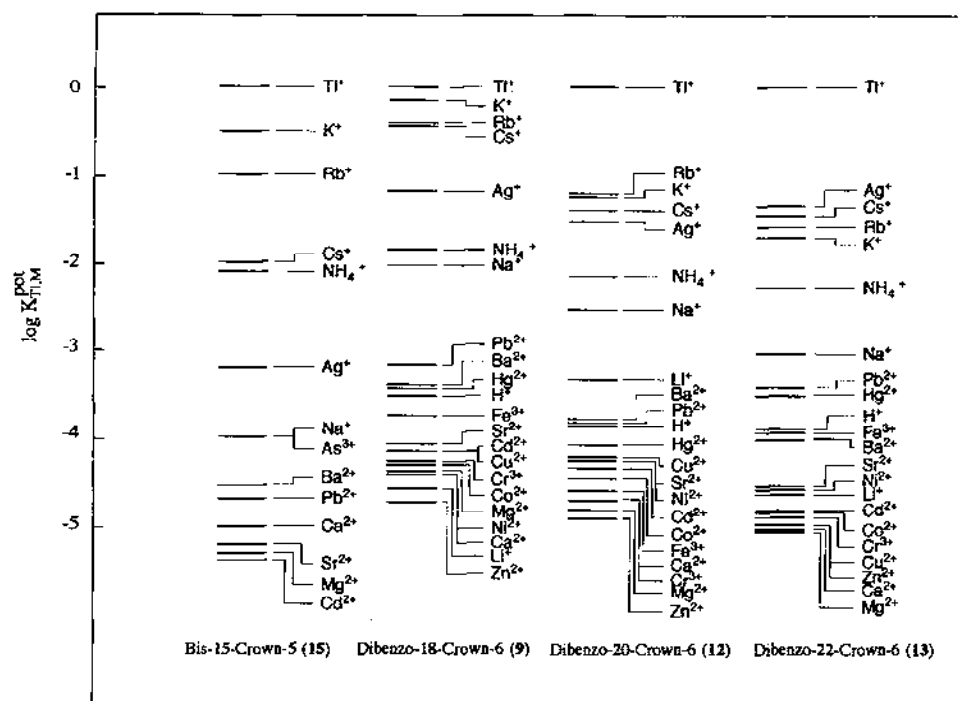 log K^pot_Tl,M
0
-1
-2
-3
-4
-5
Tl⁺
K⁺
Rb⁺
Cs⁺
NH₄⁺
Ag⁺
Na⁺
As³⁺
Ba²⁺
Pb²⁺
Ca²⁺
Sr²⁺
Mg²⁺
Cd²⁺
Bis-15-Crown-5 (15)
Tl⁺
K⁺
Rb⁺
Cs⁺
Ag⁺
NH₄⁺
Na⁺
Pb²⁺
Ba²⁺
Hg²⁺
H⁺
Fe³⁺
Sr²⁺
Cd²⁺
Cu²⁺
Cr³⁺
Co²⁺
Mg²⁺
Ni²⁺
Ca²⁺
Li⁺
Zn²⁺
Dibenzo-18-Crown-6 (9)
Tl⁺
Rb⁺
K⁺
Cs⁺
Ag⁺
NH₄⁺
Na⁺
Li⁺
Ba²⁺
Pb²⁺
H⁺
Hg²⁺
Cu²⁺
Sr²⁺
Ni²⁺
Cd²⁺
Co²⁺
Fe³⁺
Ca²⁺
Cr³⁺
Mg²⁺
Zn²⁺
Dibenzo-20-Crown-6 (12)
Tl⁺
Ag⁺
Cs⁺
Rb⁺
K⁺
NH₄⁺
Na⁺
Pb²⁺
Hg²⁺
H⁺
Fe³⁺
Ba²⁺
Sr²⁺
Ni²⁺
Li⁺
Cd²⁺
Co²⁺
Cr³⁺
Cu²⁺
Zn²⁺
Ca²⁺
Mg²⁺
Dibenzo-22-Crown-6 (13)